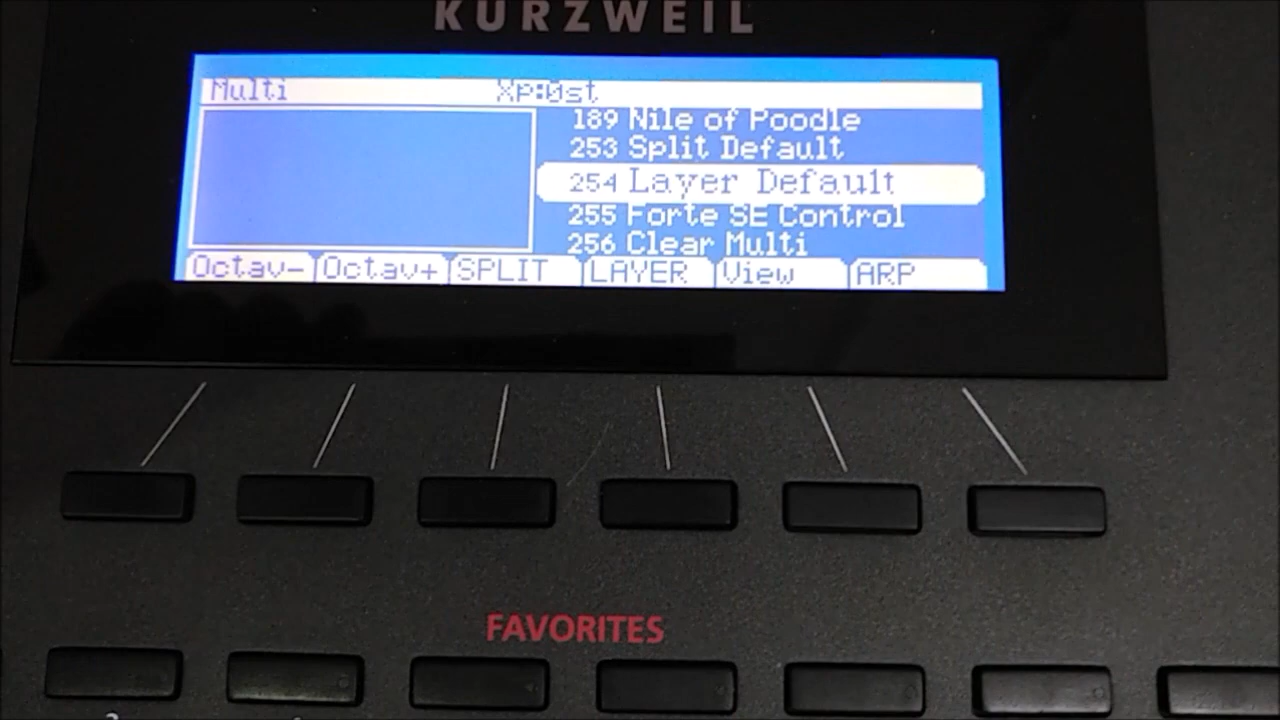 KURZWEIL
Multi Xp:0st
189 Nile of Poodle
253 Split Default
254 Layer Default
255 Forte SE Control
256 Clear Multi
Octav- Octav+ SPLIT LAYER View ARP
FAVORITES